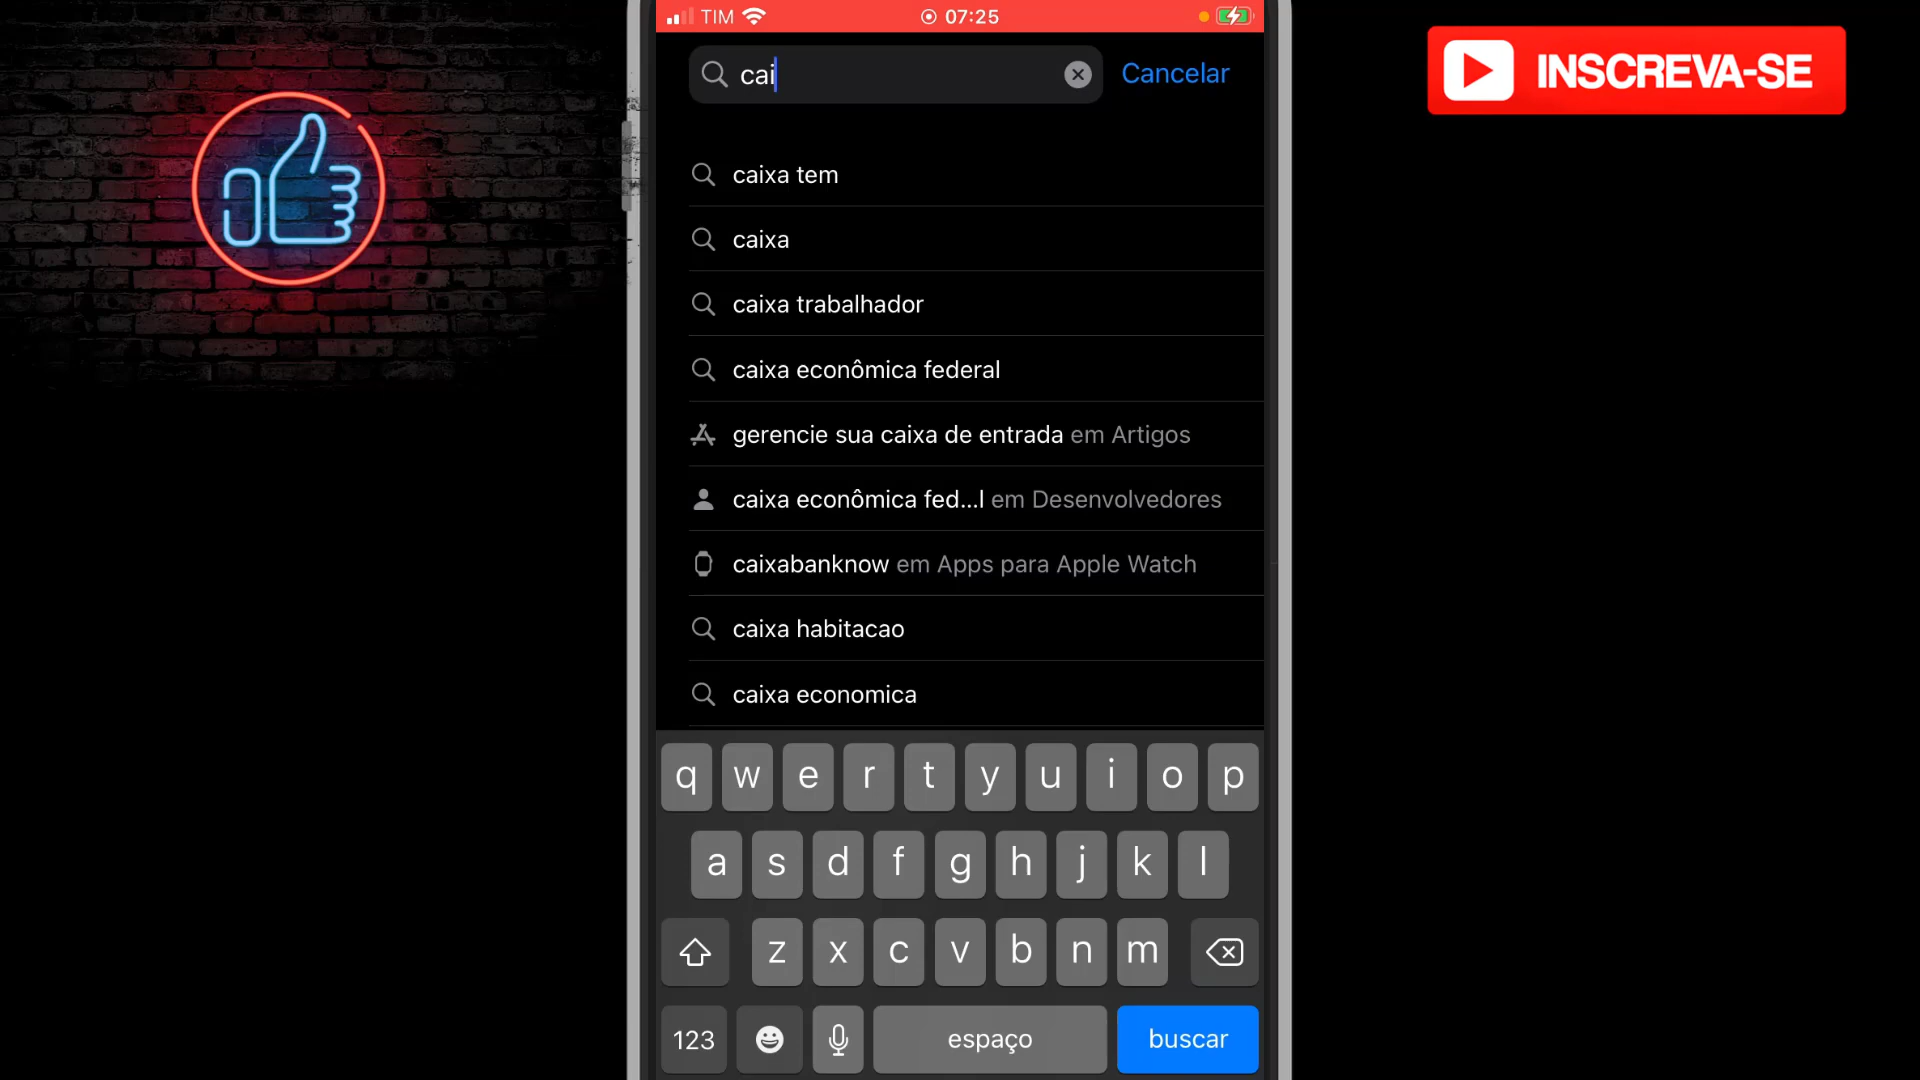 TIM 07:25
cai Cancelar
INSCREVA-SE
caixa tem
caixa
caixa trabalhador
caixa econômica federal
gerencie sua caixa de entrada em Artigos
caixa econômica fed...l em Desenvolvedores
caixabanknow em Apps para Apple Watch
caixa habitacao
caixa economica
q w e r t y u i o p
a s d f g h j k l
z x c v b n m
123 espaço buscar